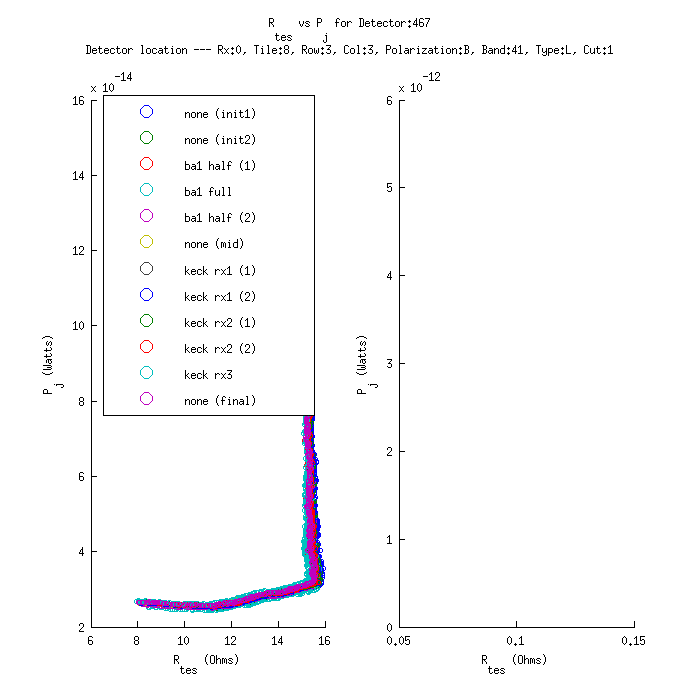 R tes vs P j for Detector:467
Detector location --- Rx:0, Tile:8, Row:3, Col:3, Polarization:B, Band:41, Type:L, Cut:1
x 10^-14
16
14
12
10
8
6
4
2
6 8 10 12 14 16
P j (Watts)
R tes (Ohms)
none (init1)
none (init2)
ba1 half (1)
ba1 full
ba1 half (2)
none (mid)
keck rx1 (1)
keck rx1 (2)
keck rx2 (1)
keck rx2 (2)
keck rx3
none (final)
x 10^-12
6
5
4
3
2
1
0
0.05 0.1 0.15
P j (Watts)
R tes (Ohms)